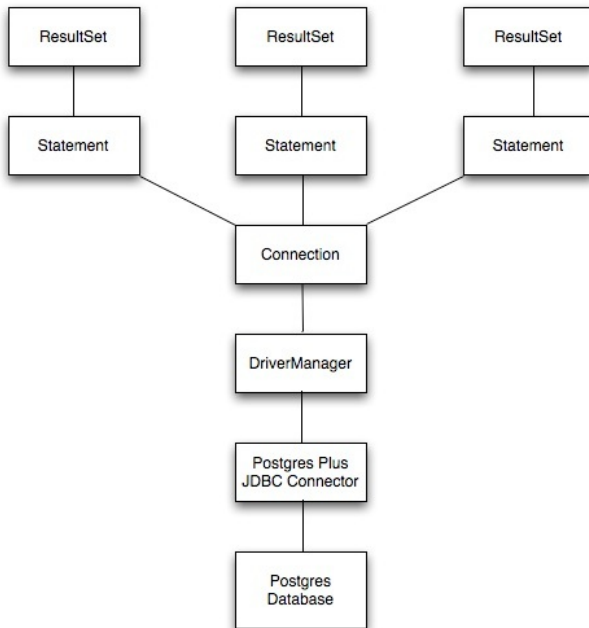 ResultSet
ResultSet
ResultSet
Statement
Statement
Statement
Connection
DriverManager
Postgres Plus
JDBC Connector
Postgres
Database